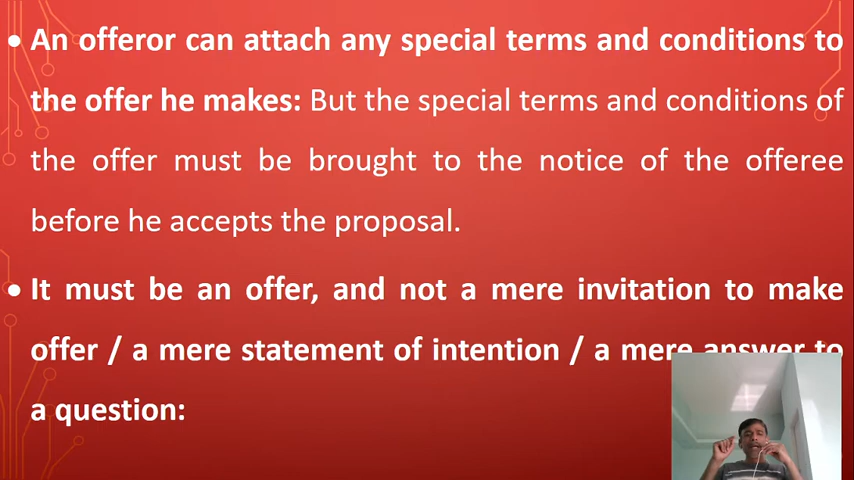 • An offeror can attach any special terms and conditions to
the offer he makes: But the special terms and conditions of
the offer must be brought to the notice of the offeree
before he accepts the proposal.
• It must be an offer, and not a mere invitation to make
offer / a mere statement of intention / a mere answer to
a question: